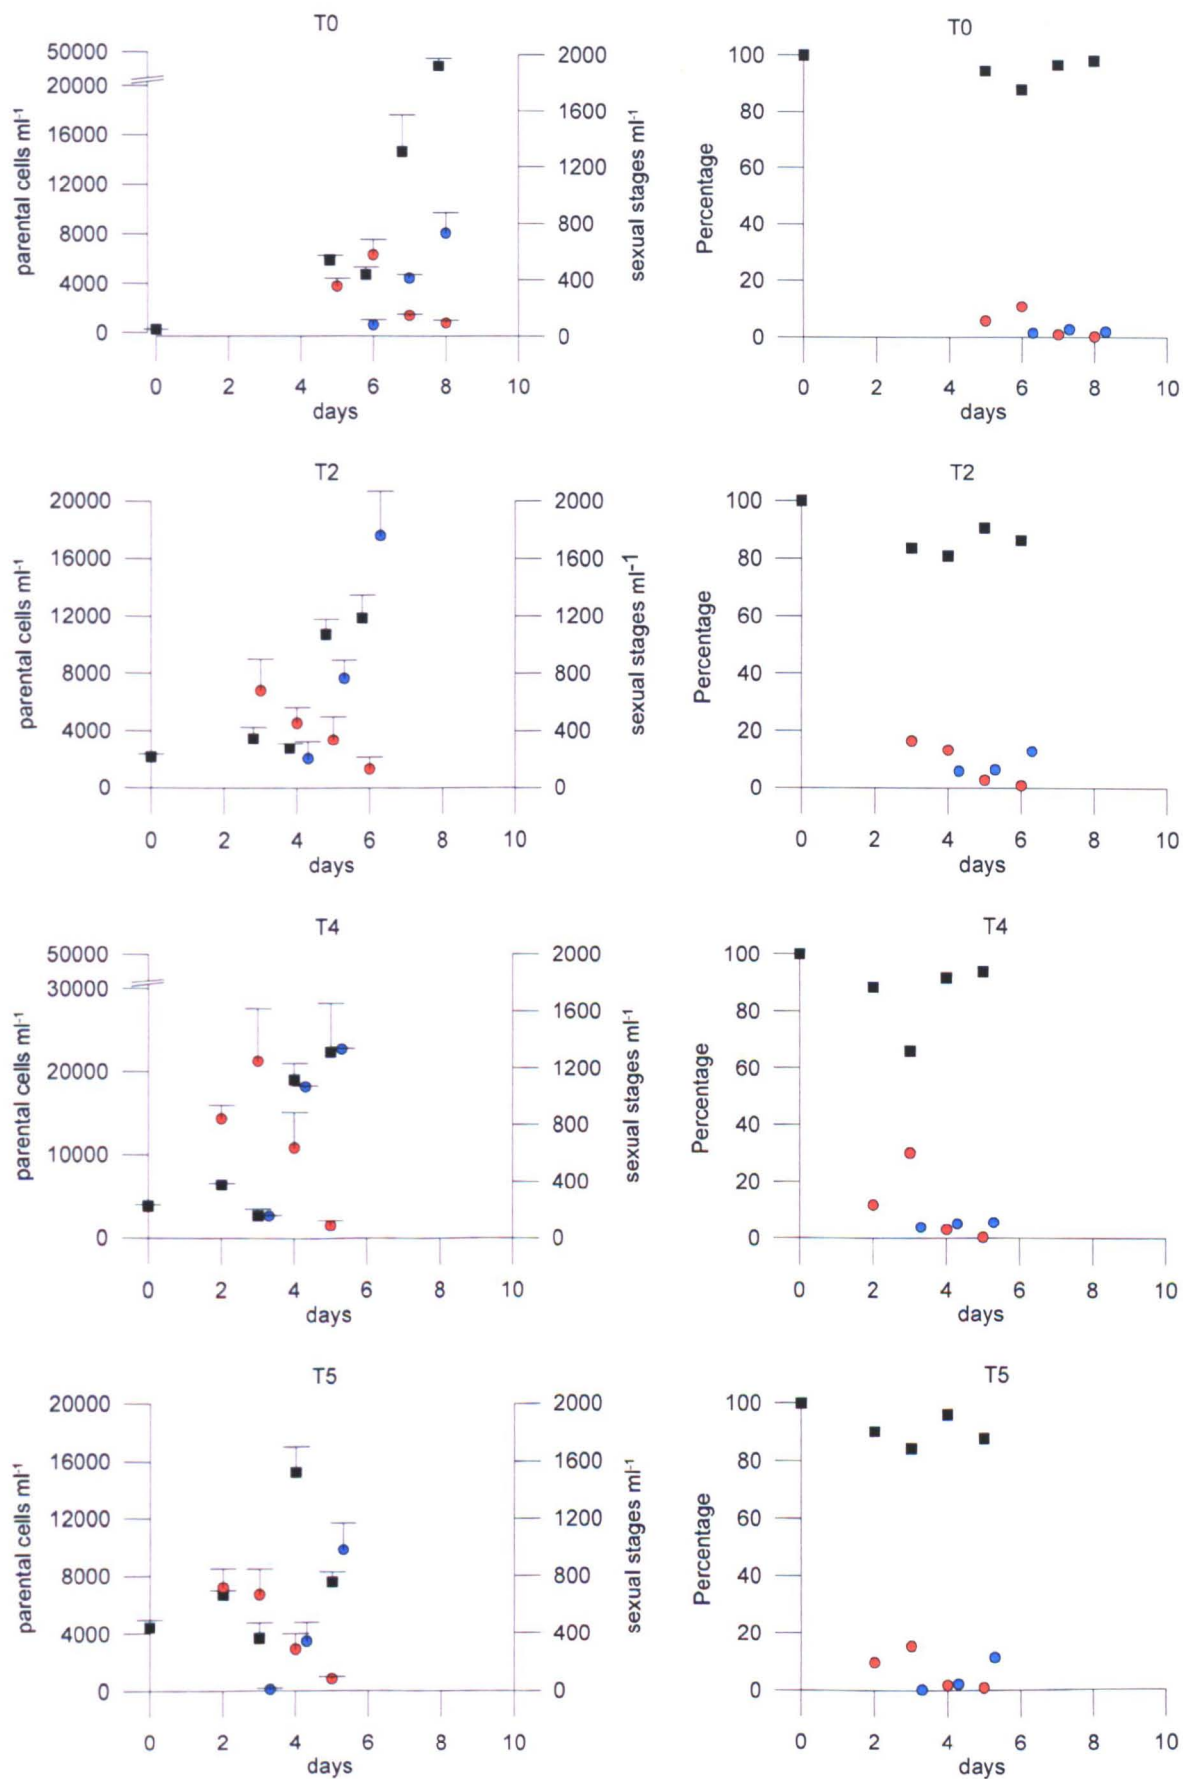 T0
50000
20000
16000
12000
8000
4000
0
parental cells ml⁻¹
2000
1600
1200
800
400
0
sexual stages ml⁻¹
0 2 4 6 8 10
days
T0
100
80
60
40
20
0
Percentage
0 2 4 6 8 10
days
T2
20000
16000
12000
8000
4000
0
parental cells ml⁻¹
2000
1600
1200
800
400
0
sexual stages ml⁻¹
0 2 4 6 8 10
days
T2
100
80
60
40
20
0
Percentage
0 2 4 6 8 10
days
T4
50000
30000
20000
10000
0
parental cells ml⁻¹
2000
1600
1200
800
400
0
sexual stages ml⁻¹
0 2 4 6 8 10
days
T4
100
80
60
40
20
0
Percentage
0 2 4 6 8 10
days
T5
20000
16000
12000
8000
4000
0
parental cells ml⁻¹
2000
1600
1200
800
400
0
sexual stages ml⁻¹
0 2 4 6 8 10
days
T5
100
80
60
40
20
0
Percentage
0 2 4 6 8 10
days